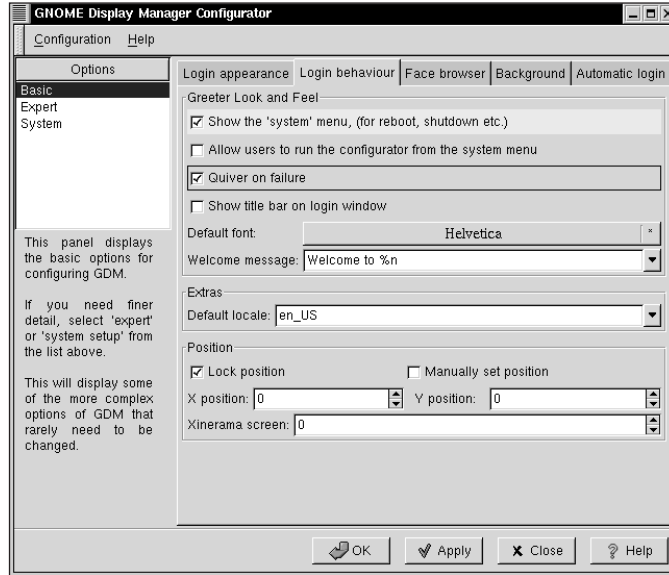 GNOME Display Manager Configurator
Configuration Help
Options
Basic
Expert
System
This panel displays
the basic options for
configuring GDM.
If you need finer
detail, select 'expert'
or 'system setup' from
the list above.
This will display some
of the more complex
options of GDM that
rarely need to be
changed.
Login appearance Login behaviour Face browser Background Automatic login
Greeter Look and Feel
Show the 'system' menu, (for reboot, shutdown etc.)
Allow users to run the configurator from the system menu
Quiver on failure
Show title bar on login window
Default font: Helvetica
Welcome message: Welcome to %n
Extras
Default locale: en_US
Position
Lock position Manually set position
X position: 0 Y position: 0
Xinerama screen: 0
OK Apply Close Help